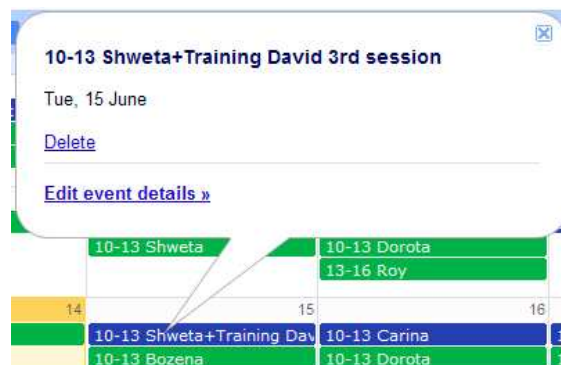 10-13 Shweta+Training David 3rd session
Tue, 15 June
Delete
Edit event details »
10-13 Shweta
10-13 Dorota
13-16 Roy
14
15
16
10-13 Shweta+Training Dav
10-13 Carina
10-13 Bozena
10-13 Dorota